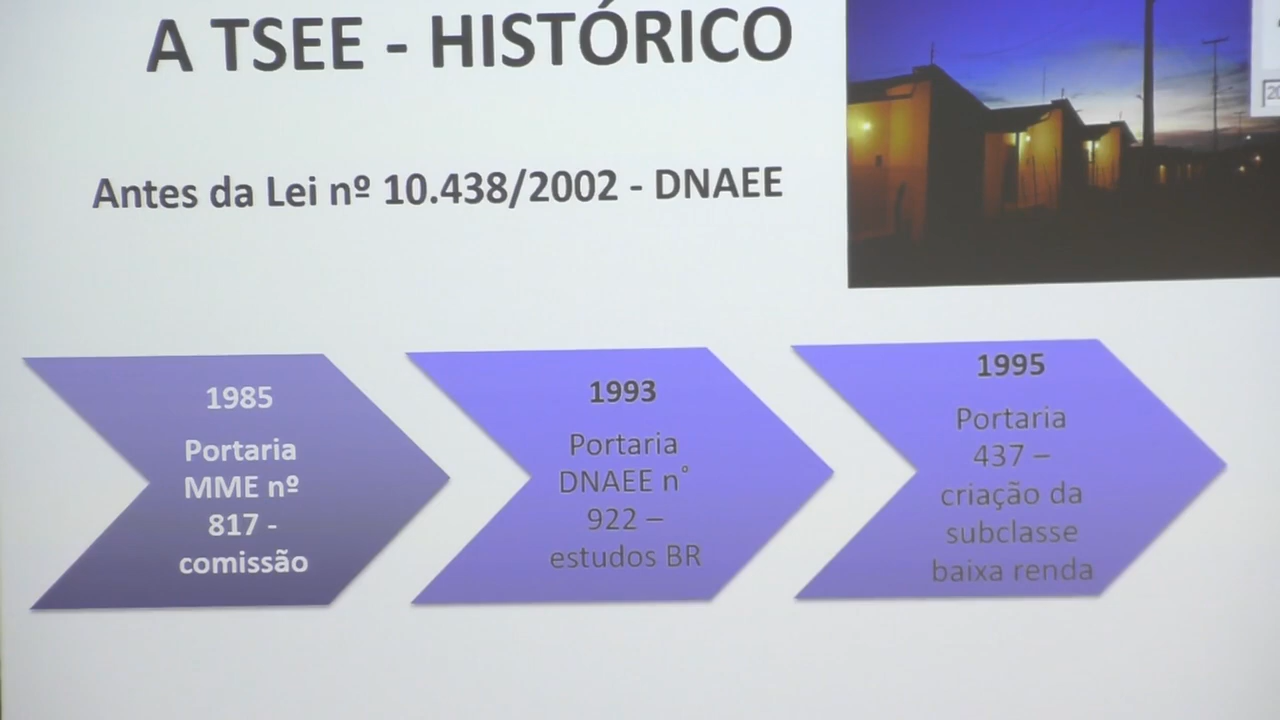 A TSEE - HISTÓRICO
Antes da Lei nº 10.438/2002 - DNAEE
1985
Portaria
MME nº
817 -
comissão
1993
Portaria
DNAEE n°
922 –
estudos BR
1995
Portaria
437 –
criação da
subclasse
baixa renda